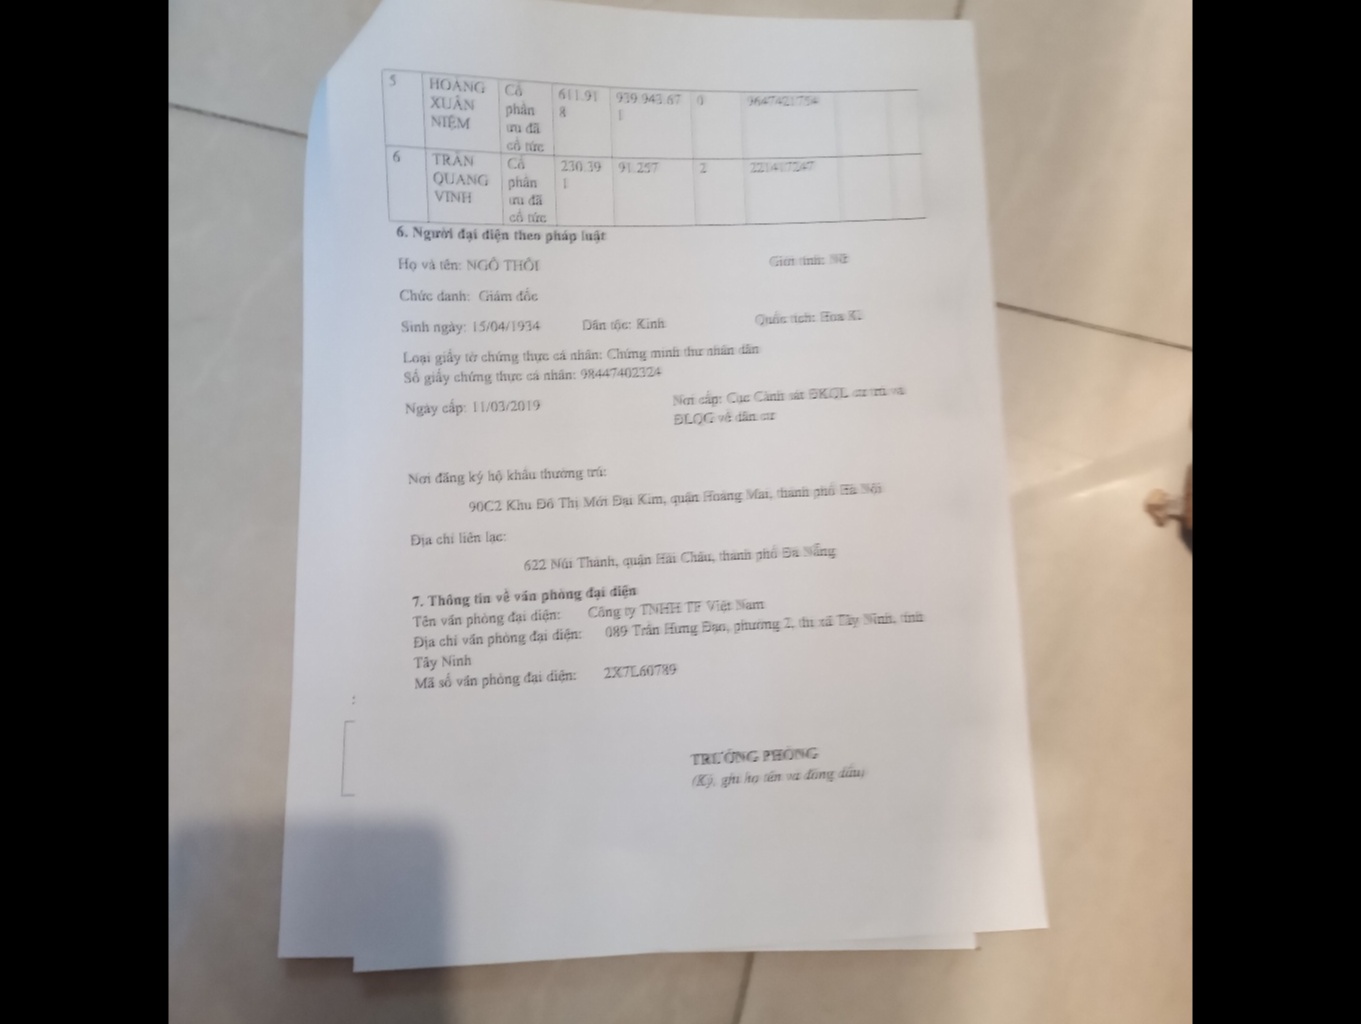 5 HOÀNG XUÂN NIỆM Cổ phần ưu đãi cổ tức 611.918 939.943.671 0
6 TRẦN QUANG VINH Cổ phần ưu đãi cổ tức 230.391 91.257 2
6. Người đại diện theo pháp luật
Họ và tên: NGÔ THÔI Giới tính: Nữ
Chức danh: Giám đốc
Sinh ngày: 15/04/1934 Dân tộc: Kinh Quốc tịch: Hoa Kì
Loại giấy tờ chứng thực cá nhân: Chứng minh thư nhân dân
Số giấy chứng thực cá nhân: 98447402324
Ngày cấp: 11/03/2019 Nơi cấp: Cục Cảnh sát ĐKQL cư trú và
ĐLQG về dân cư
Nơi đăng ký hộ khẩu thường trú:
90C2 Khu Đô Thị Mới Đại Kim, quận Hoàng Mai, thành phố Hà Nội
Địa chỉ liên lạc:
622 Núi Thành, quận Hải Châu, thành phố Đà Nẵng
7. Thông tin về văn phòng đại diện
Tên văn phòng đại diện: Công ty TNHH TF Việt Nam
Địa chỉ văn phòng đại diện: 089 Trần Hưng Đạo, phường 2, thị xã Tây Ninh, tỉnh
Tây Ninh
Mã số văn phòng đại diện: 2X7L60789
TRƯỞNG PHÒNG
(Ký, ghi họ tên và đóng dấu)